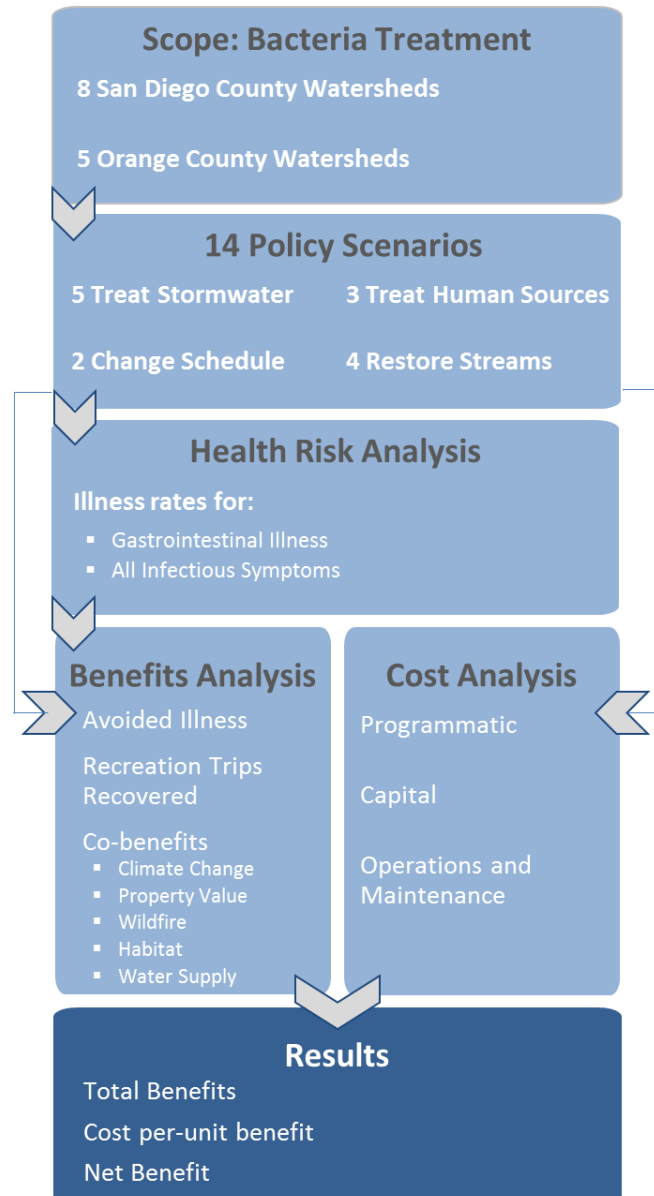 Scope: Bacteria Treatment
8 San Diego County Watersheds
5 Orange County Watersheds
14 Policy Scenarios
5 Treat Stormwater
3 Treat Human Sources
2 Change Schedule
4 Restore Streams
Health Risk Analysis
Illness rates for:
▪ Gastrointestinal Illness
▪ All Infectious Symptoms
Benefits Analysis
Avoided Illness
Recreation Trips
Recovered
Co-benefits
▪ Climate Change
▪ Property Value
▪ Wildfire
▪ Habitat
▪ Water Supply
Cost Analysis
Programmatic
Capital
Operations and
Maintenance
Results
Total Benefits
Cost per-unit benefit
Net Benefit